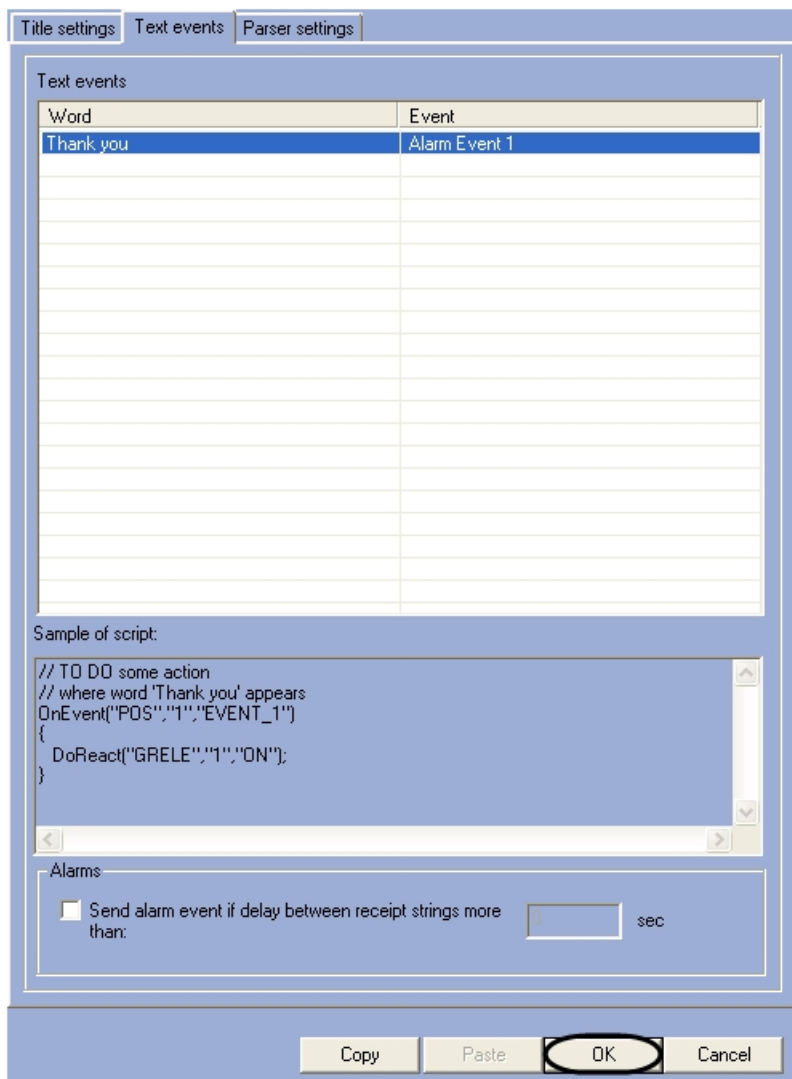 Title settings Text events Parser settings
Text events
Word Event
Thank you Alarm Event 1
Sample of script:
// TO DO some action
// where word 'Thank you' appears
OnEvent("POS","1","EVENT_1")
{
DoReact("GRELE","1","ON");
}
Alarms
Send alarm event if delay between receipt strings more
than:
0 sec
Copy Paste OK Cancel